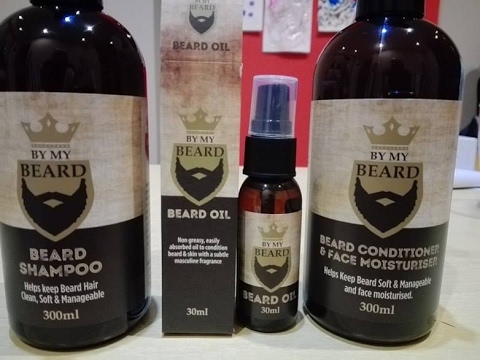 BY MY
BEARD
BEARD
SHAMPOO
Helps keep Beard Hair
Clean, Soft & Manageable
300ml
BY MY
BEARD
BEARD OIL
BY MY
BEARD
BEARD OIL
Non greasy, easily
absorbed oil to condition
beard & skin with a subtle
masculine fragrance
30ml
BY MY
BEARD
BEARD OIL
30ml
BY MY
BEARD
BEARD CONDITIONER
& FACE MOISTURISER
Helps Keep Beard Soft & Manageable
and face moisturised.
300ml